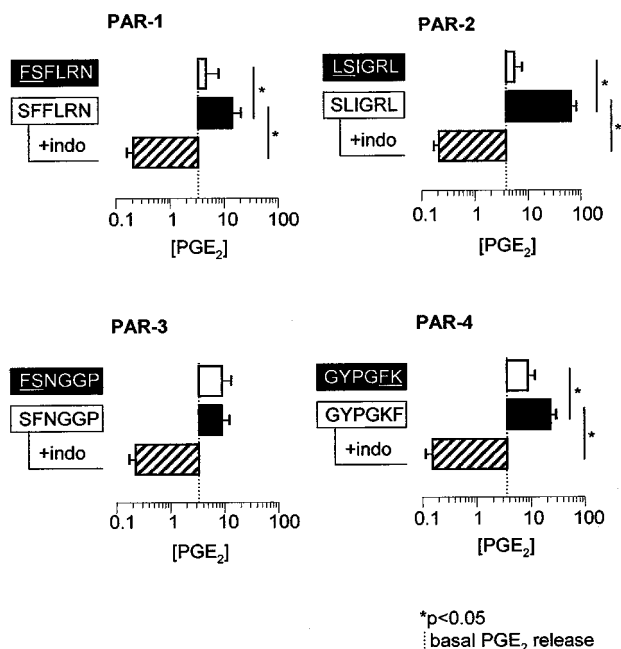 PAR-1
FSFLRN
SFFLRN
+indo
*
*
0.1 1 10 100
[PGE₂]
PAR-2
LSIGRL
SLIGRL
+indo
*
*
0.1 1 10 100
[PGE₂]
PAR-3
FSNGGP
SFNGGP
+indo
0.1 1 10 100
[PGE₂]
PAR-4
GYPGFK
GYPGKF
+indo
*
*
0.1 1 10 100
[PGE₂]
*p<0.05
basal PGE₂ release